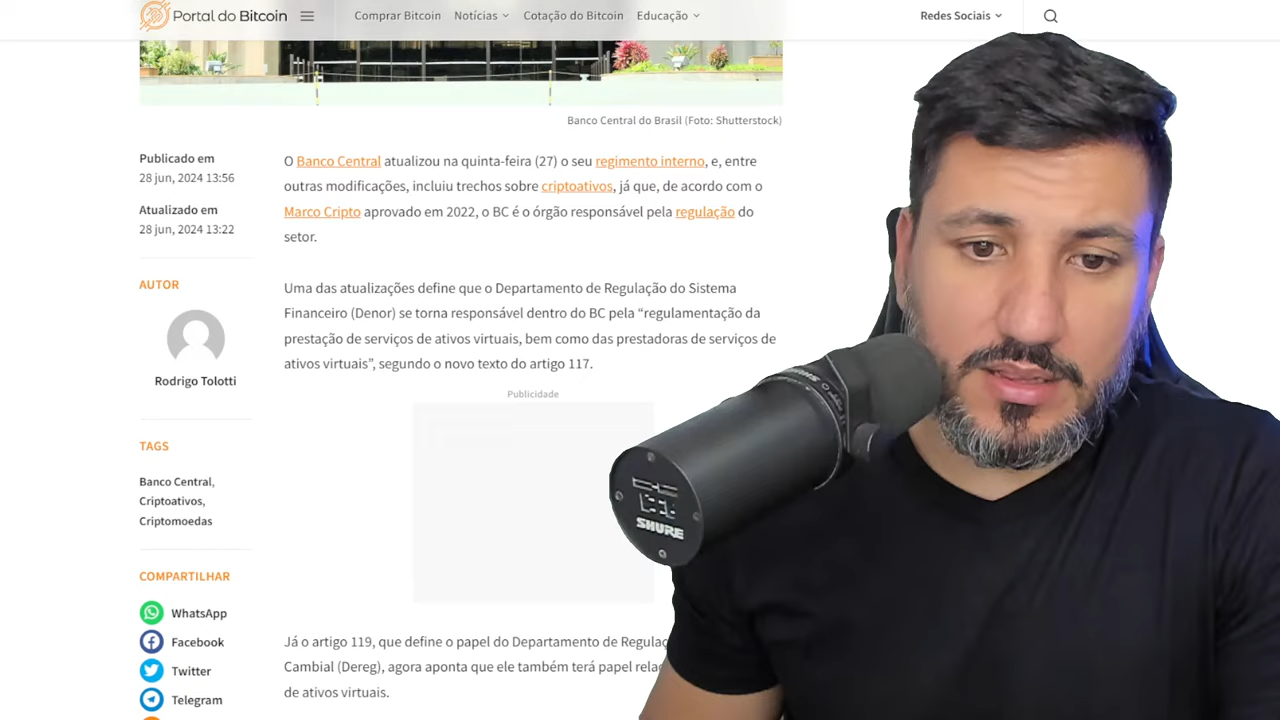 Portal do Bitcoin
Comprar Bitcoin Notícias Cotação do Bitcoin Educação
Redes Sociais
Banco Central do Brasil (Foto: Shutterstock)
Publicado em
28 jun, 2024 13:56
Atualizado em
28 jun, 2024 13:22
AUTOR
Rodrigo Tolotti
TAGS
Banco Central,
Criptoativos,
Criptomoedas
COMPARTILHAR
WhatsApp
Facebook
Twitter
Telegram
O Banco Central atualizou na quinta-feira (27) o seu regimento interno, e, entre
outras modificações, incluiu trechos sobre criptoativos, já que, de acordo com o
Marco Cripto aprovado em 2022, o BC é o órgão responsável pela regulação do
setor.
Uma das atualizações define que o Departamento de Regulação do Sistema
Financeiro (Denor) se torna responsável dentro do BC pela “regulamentação da
prestação de serviços de ativos virtuais, bem como das prestadoras de serviços de
ativos virtuais”, segundo o novo texto do artigo 117.
Publicidade
Já o artigo 119, que define o papel do Departamento de Regulaç
Cambial (Dereg), agora aponta que ele também terá papel relac
de ativos virtuais.
SHURE